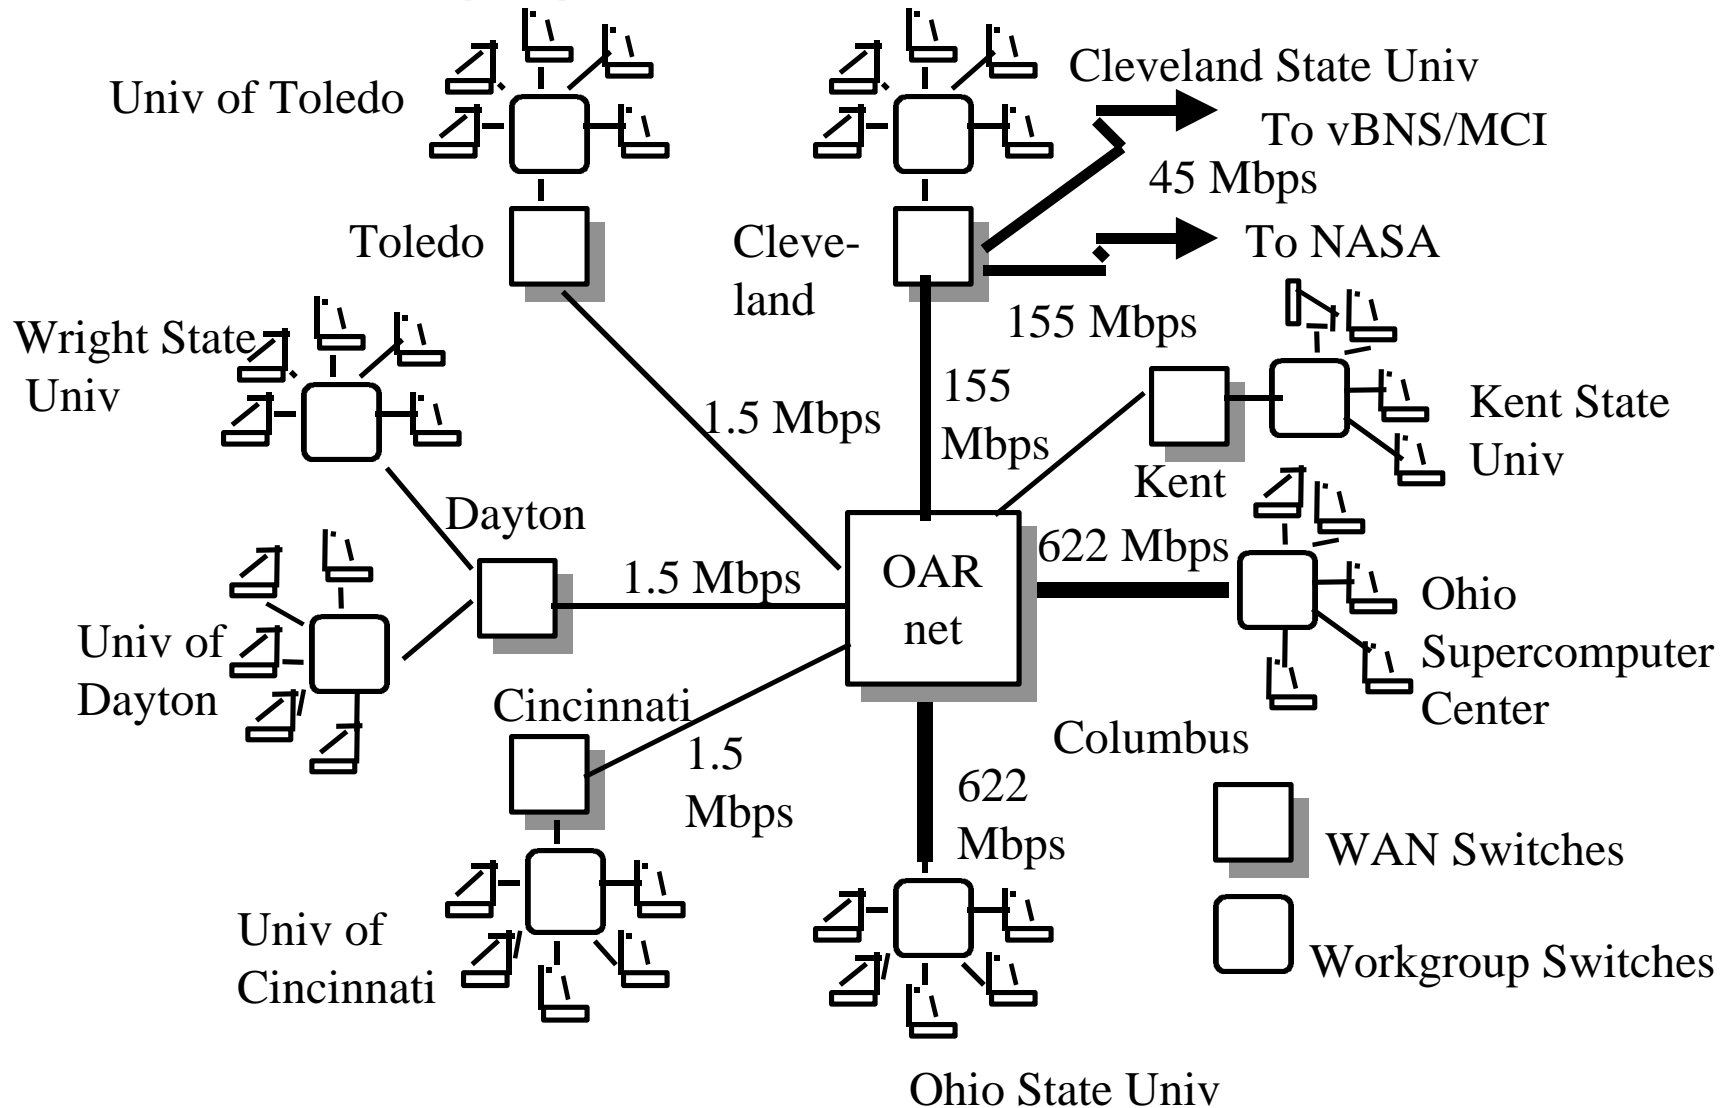 Univ of Toledo
Cleveland State Univ
To vBNS/MCI
45 Mbps
Toledo
Cleve-
land
To NASA
155 Mbps
Wright State
Univ
1.5 Mbps
155
Mbps
Kent
Kent State
Univ
Dayton
1.5 Mbps
OAR
net
622 Mbps
Ohio
Supercomputer
Center
Univ of
Dayton
Cincinnati
1.5
Mbps
Columbus
622
Mbps
WAN Switches
Univ of
Cincinnati
Workgroup Switches
Ohio State Univ